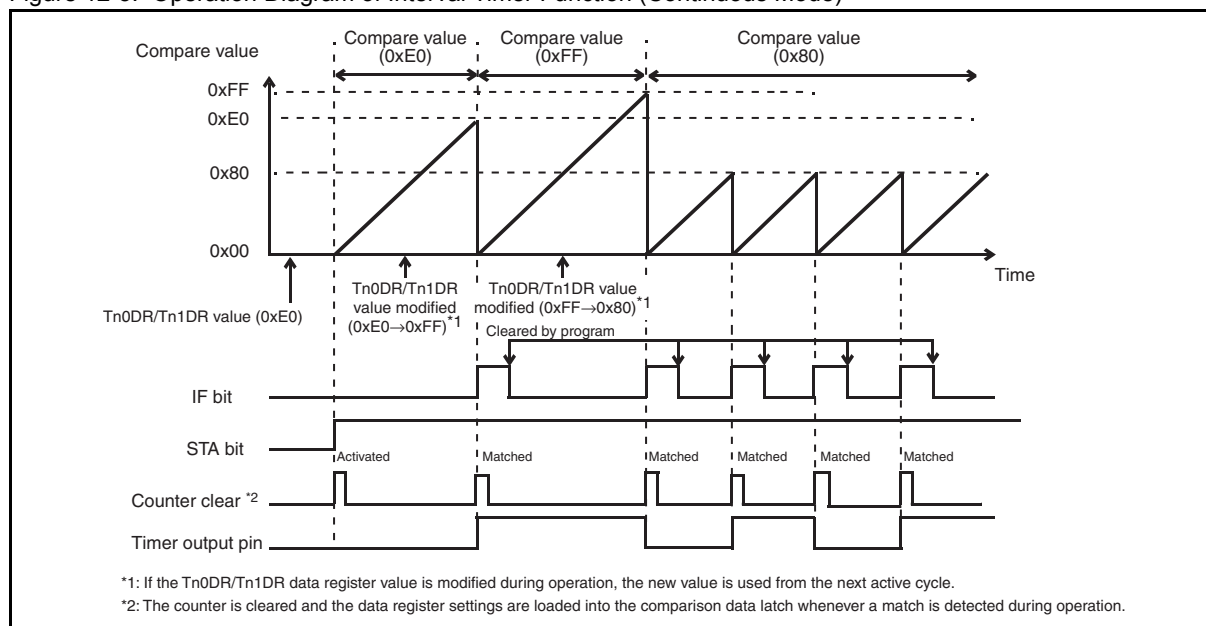 Figure 12-3. Operation Diagram of Interval Timer Function (Continuous Mode)
Compare value
Compare value
(0xE0)
Compare value
(0xFF)
Compare value
(0x80)
0xFF
0xE0
0x80
0x00
Time
Tn0DR/Tn1DR value (0xE0)
Tn0DR/Tn1DR
value modified
(0xE0→0xFF)*1
Tn0DR/Tn1DR value
modified (0xFF→0x80)*1
Cleared by program
IF bit
STA bit
Activated
Matched
Matched
Matched
Matched
Matched
Counter clear *2
Timer output pin
*1: If the Tn0DR/Tn1DR data register value is modified during operation, the new value is used from the next active cycle.
*2: The counter is cleared and the data register settings are loaded into the comparison data latch whenever a match is detected during operation.